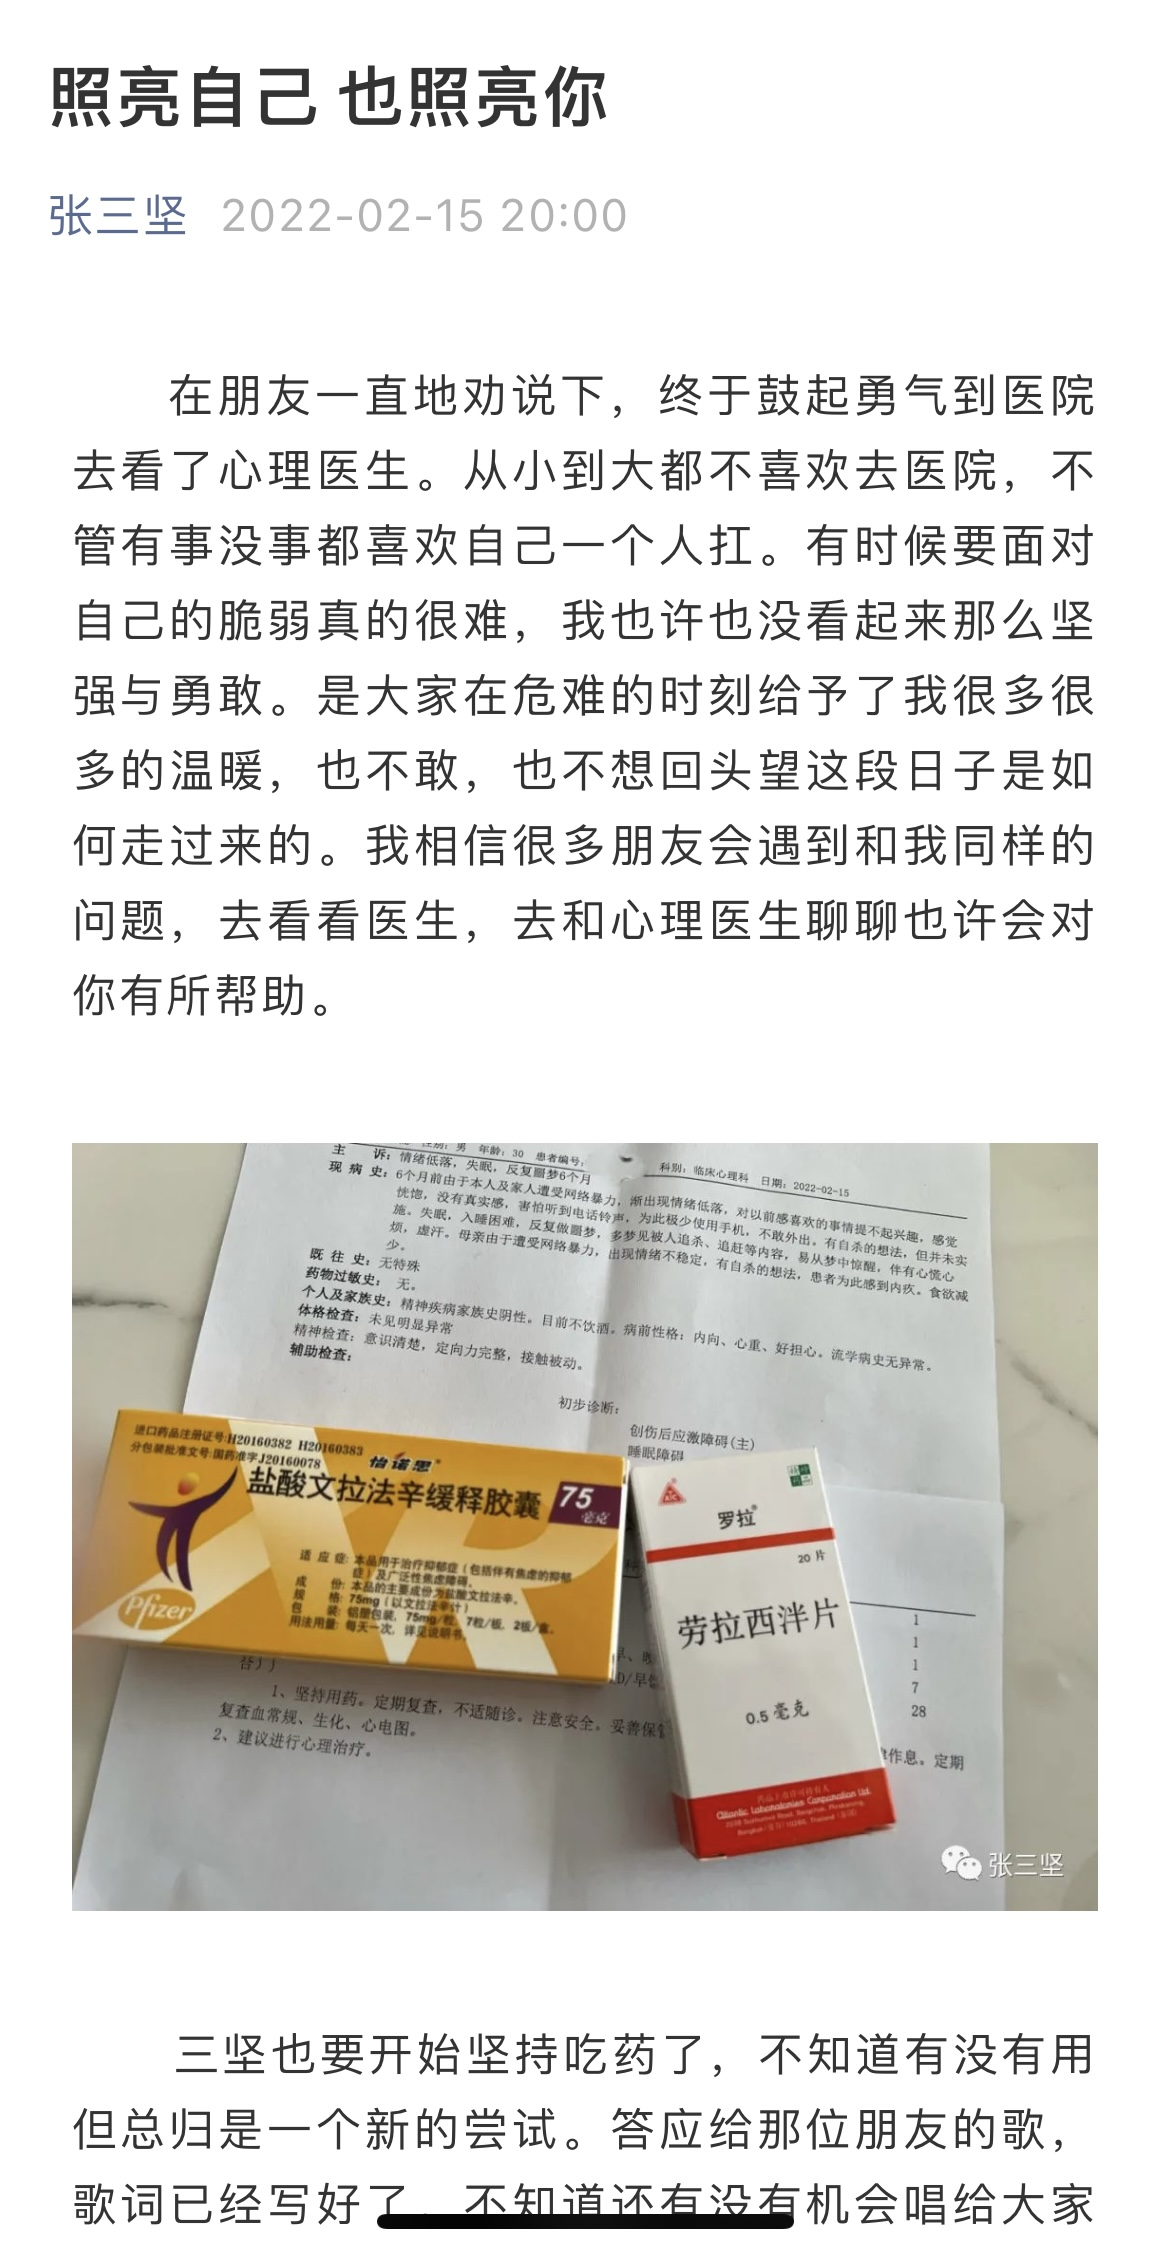 照亮自己 也照亮你
张三坚 2022-02-15 20:00
在朋友一直地劝说下，终于鼓起勇气到医院
去看了心理医生。从小到大都不喜欢去医院，不
管有事没事都喜欢自己一个人扛。有时候要面对
自己的脆弱真的很难，我也许也没看起来那么坚
强与勇敢。是大家在危难的时刻给予了我很多很
多的温暖，也不敢，也不想回头望这段日子是如
何走过来的。我相信很多朋友会遇到和我同样的
问题，去看看医生，去和心理医生聊聊也许会对
你有所帮助。
性别：男 年龄：30 患者编号：
科别：临床心理科 日期：2022-02-15
主 诉：情绪低落，失眠，反复噩梦6个月
现 病 史：6个月前由于本人及家人遭受网络暴力，渐出现情绪低落，对以前感喜欢的事情提不起兴趣，感觉
恍惚，没有真实感，害怕听到电话铃声，为此极少使用手机，不敢外出。有自杀的想法，但并未实
施。失眠，入睡困难，反复做噩梦，多梦见被人追杀、追赶等内容，易从梦中惊醒，伴有心慌心
烦，虚汗。母亲由于遭受网络暴力，出现情绪不稳定，有自杀的想法，患者为此感到内疚。食欲减
少。
既 往 史：无特殊
药物过敏史： 无。
个人及家族史：精神疾病家族史阴性。目前不饮酒。病前性格：内向、心重、好担心。流学病史无异常。
体格检查：未见明显异常
精神检查：意识清楚，定向力完整，接触被动。
辅助检查：
初步诊断：
创伤后应激障碍(主)
睡眠障碍
进口药品注册证号:H20160382 H20160383
分包装批准文号:国药准字J20160078
怡诺思®
盐酸文拉法辛缓释胶囊
75
毫克
XR
适 应 症: 本品用于治疗抑郁症（包括伴有焦虑的抑郁
症）及广泛性焦虑障碍。
成 份: 本品的主要成份为盐酸文拉法辛。
规 格: 75mg（以文拉法辛计）
包 装: 铝塑包装, 75mg/粒, 7粒/板, 2板/盒。
用法用量: 每天一次, 详见说明书。
Pfizer
罗拉®
20 片
劳拉西泮片
0.5 毫克
药品上市许可持有人
Atlantic Laboratories Corporation Ltd.
1
1
1
7
28
1、坚持用药。定期复查，不适随诊。注意安全。妥善保管
作息。定期
复查血常规、生化、心电图。
2、建议进行心理治疗。
张三坚
三坚也要开始坚持吃药了，不知道有没有用
但总归是一个新的尝试。答应给那位朋友的歌，
歌词已经写好了，不知道还有没有机会唱给大家